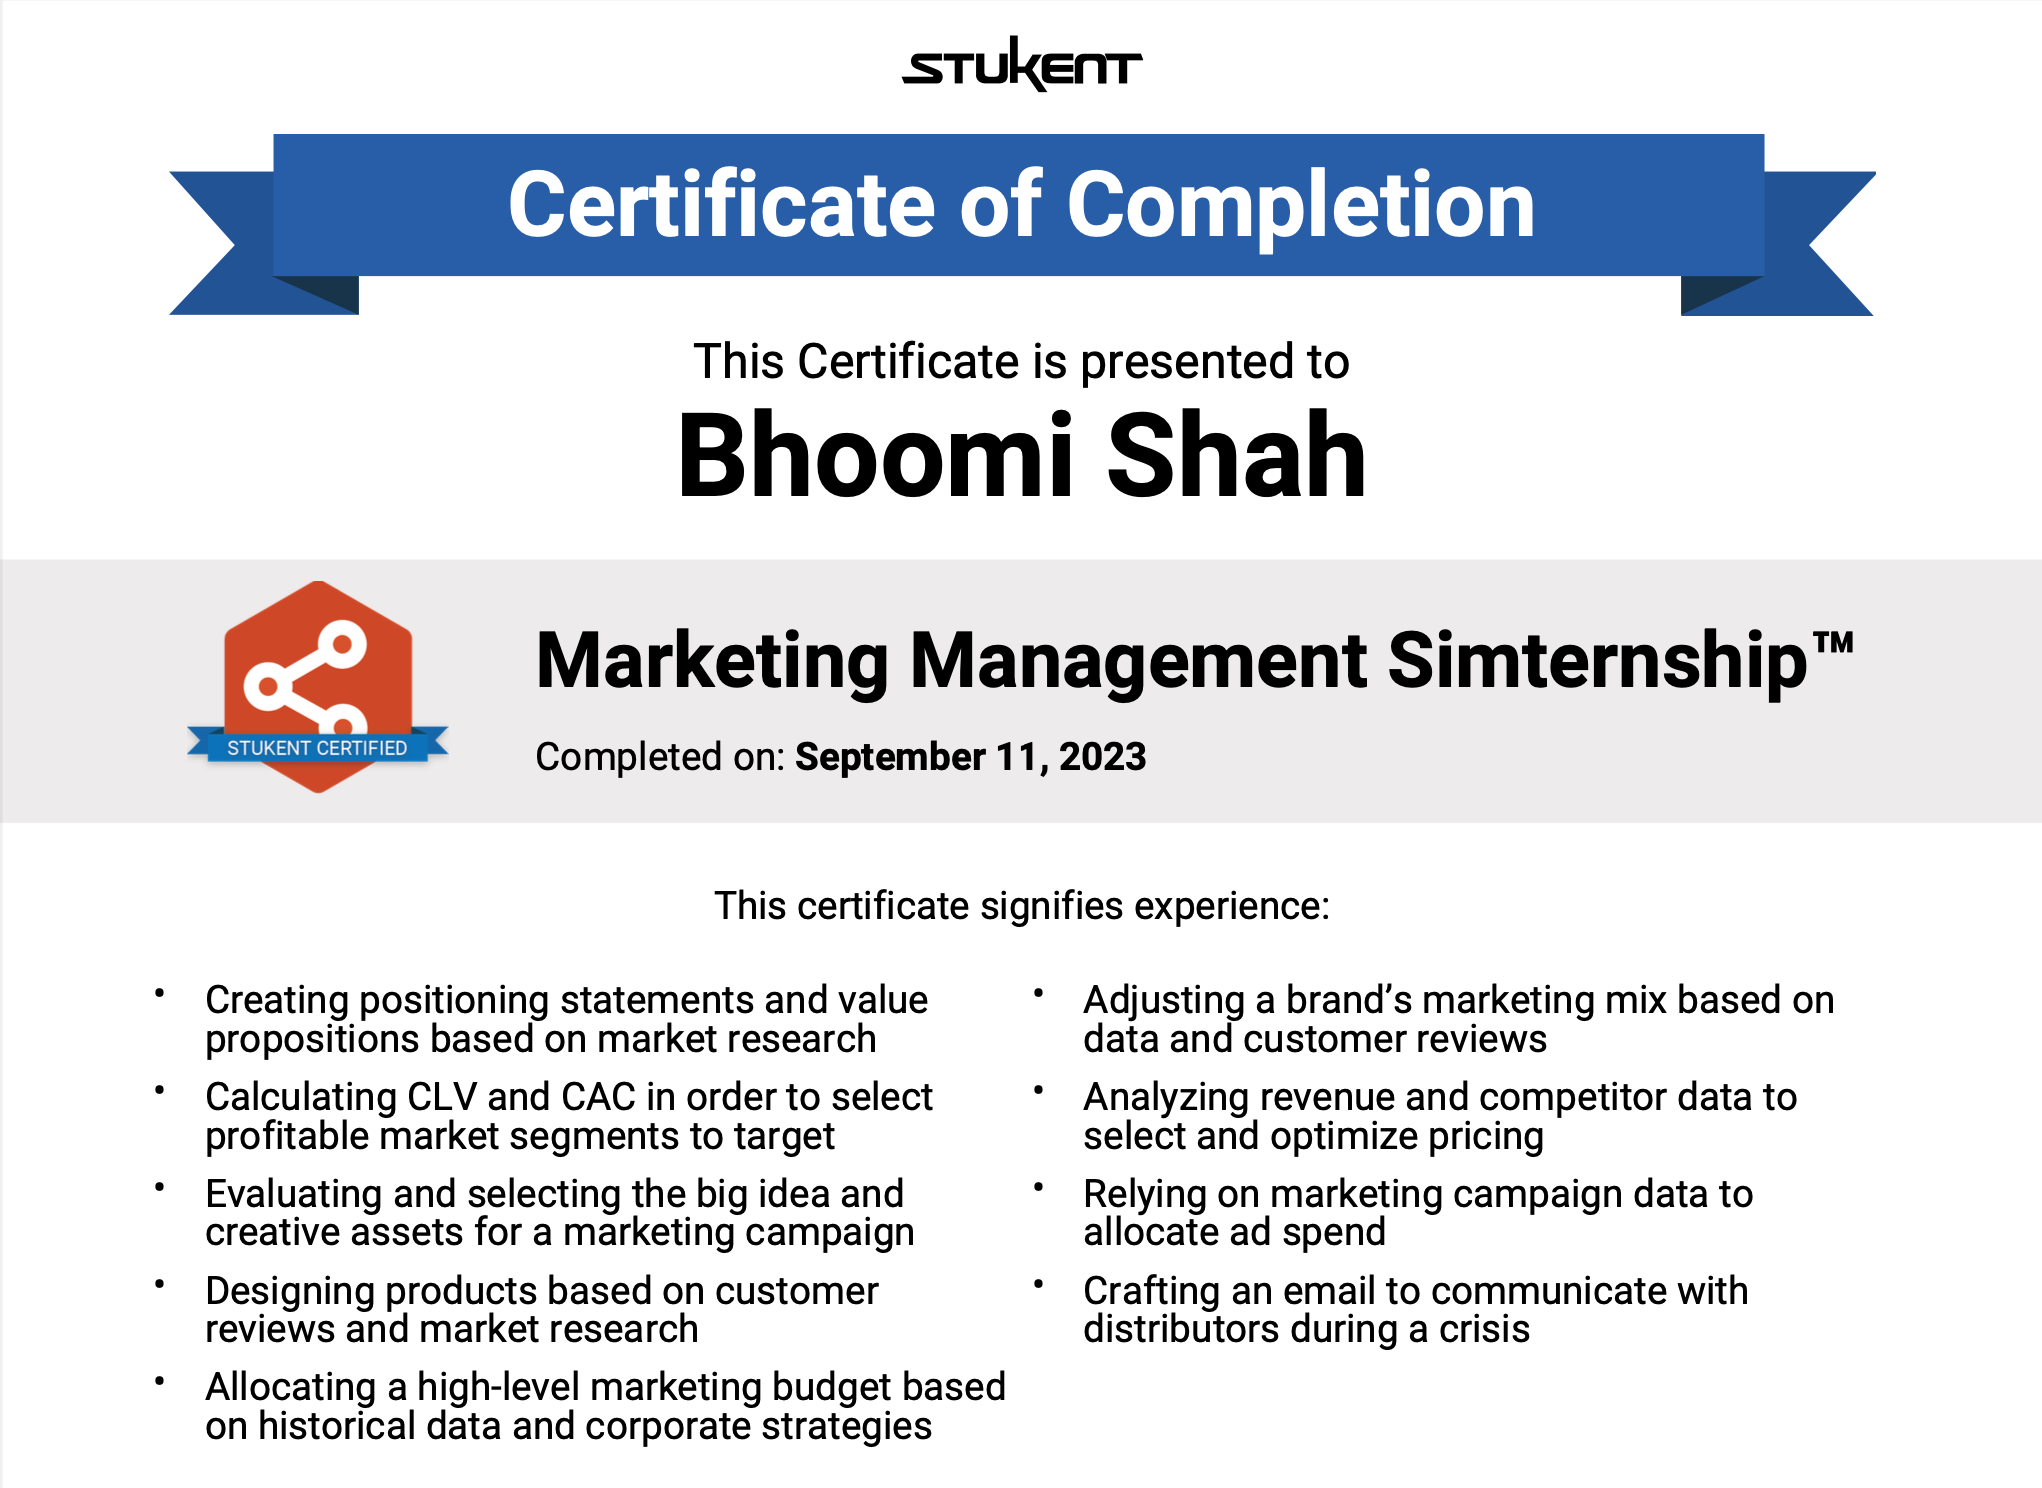 STUKENT
Certificate of Completion
This Certificate is presented to
Bhoomi Shah
Marketing Management Simternship™
STUKENT CERTIFIED
Completed on: September 11, 2023
This certificate signifies experience:
• Creating positioning statements and value
propositions based on market research
• Calculating CLV and CAC in order to select
profitable market segments to target
• Evaluating and selecting the big idea and
creative assets for a marketing campaign
• Designing products based on customer
reviews and market research
• Allocating a high-level marketing budget based
on historical data and corporate strategies
• Adjusting a brand’s marketing mix based on
data and customer reviews
• Analyzing revenue and competitor data to
select and optimize pricing
• Relying on marketing campaign data to
allocate ad spend
• Crafting an email to communicate with
distributors during a crisis